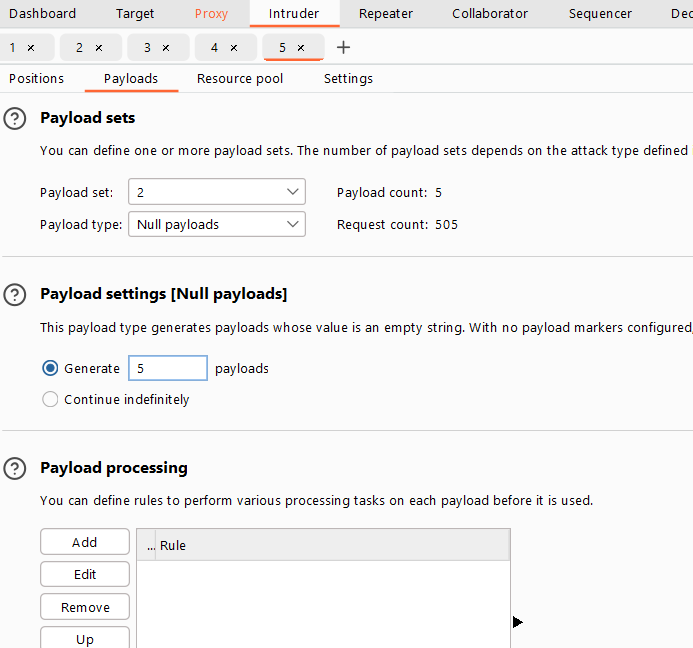 Dashboard Target Proxy Intruder Repeater Collaborator Sequencer Dec
1 × 2 × 3 × 4 × 5 × +
Positions Payloads Resource pool Settings
? Payload sets
You can define one or more payload sets. The number of payload sets depends on the attack type defined
Payload set: 2 Payload count: 5
Payload type: Null payloads Request count: 505
? Payload settings [Null payloads]
This payload type generates payloads whose value is an empty string. With no payload markers configured,
Generate 5 payloads
Continue indefinitely
? Payload processing
You can define rules to perform various processing tasks on each payload before it is used.
Add ... Rule
Edit
Remove
Up